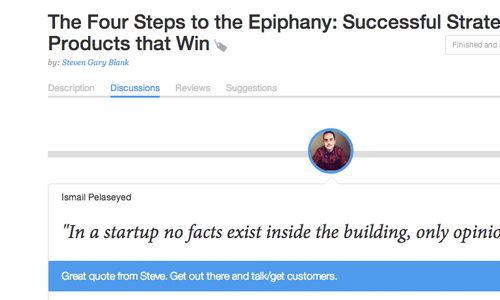 The Four Steps to the Epiphany: Successful Strate
Products that Win
by: Steven Gary Blank
Finished and
Description Discussions Reviews Suggestions
Ismail Pelaseyed
"In a startup no facts exist inside the building, only opinio
Great quote from Steve. Get out there and talk/get customers.